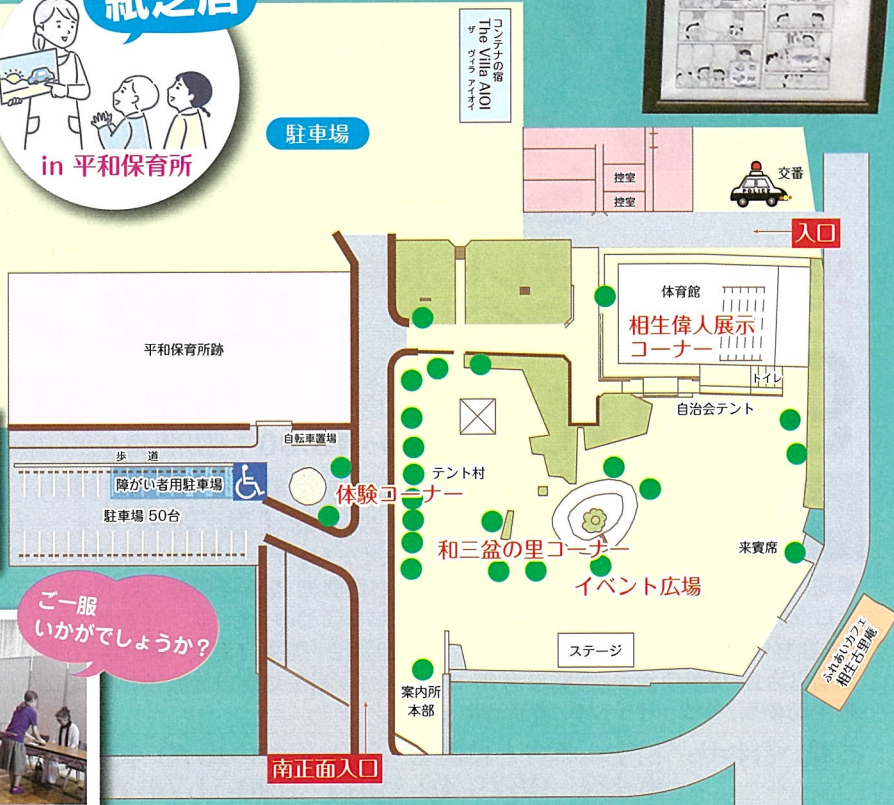 紙芝居
in 平和保育所
コンテナの宿
The Villa AIOI
ザ ヴィラ アイオイ
駐車場
控室
控室
POLICE
交番
入口
体育館
相生偉人展示
コーナー
トイレ
自治会テント
平和保育所跡
自転車置場
歩 道
障がい者用駐車場
駐車場 50台
体験コーナー
テント村
和三盆の里コーナー
イベント広場
来賓席
ステージ
ふれあいカフェ
相生古里庵
ご一服
いかがでしょうか?
案内所
本部
南正面入口